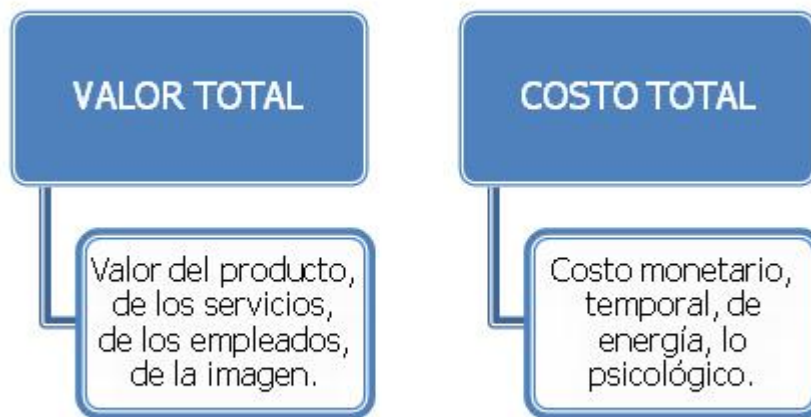 VALOR TOTAL
Valor del producto,
de los servicios,
de los empleados,
de la imagen.
COSTO TOTAL
Costo monetario,
temporal, de
energía, lo
psicológico.